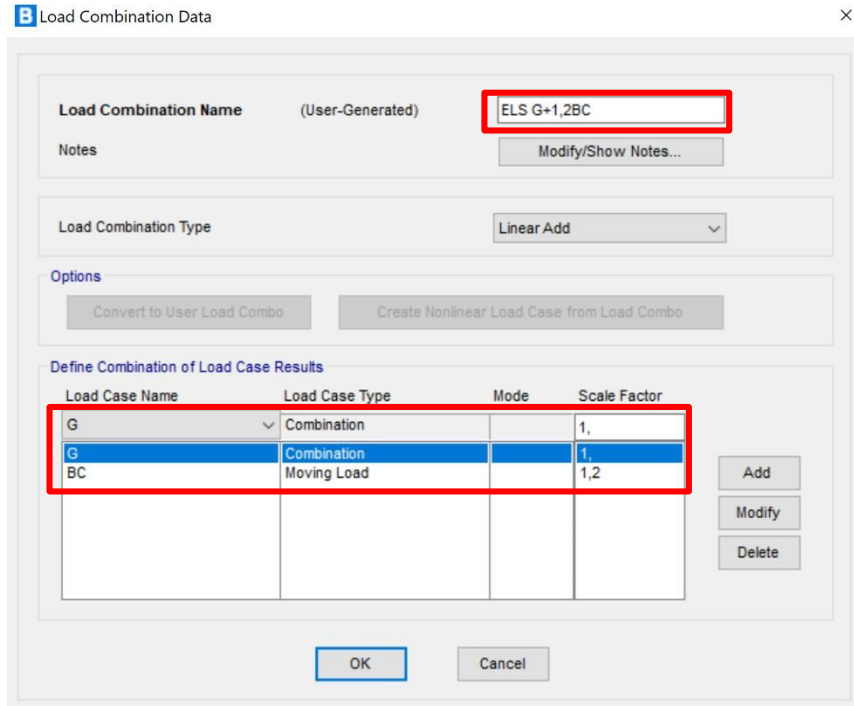 B Load Combination Data
Load Combination Name (User-Generated) ELS G+1,2BC
Notes Modify/Show Notes...
Load Combination Type Linear Add
Options
Convert to User Load Combo Create Nonlinear Load Case from Load Combo
Define Combination of Load Case Results
Load Case Name Load Case Type Mode Scale Factor
G Combination 1,
G Combination 1,
BC Moving Load 1,2
Add
Modify
Delete
OK Cancel